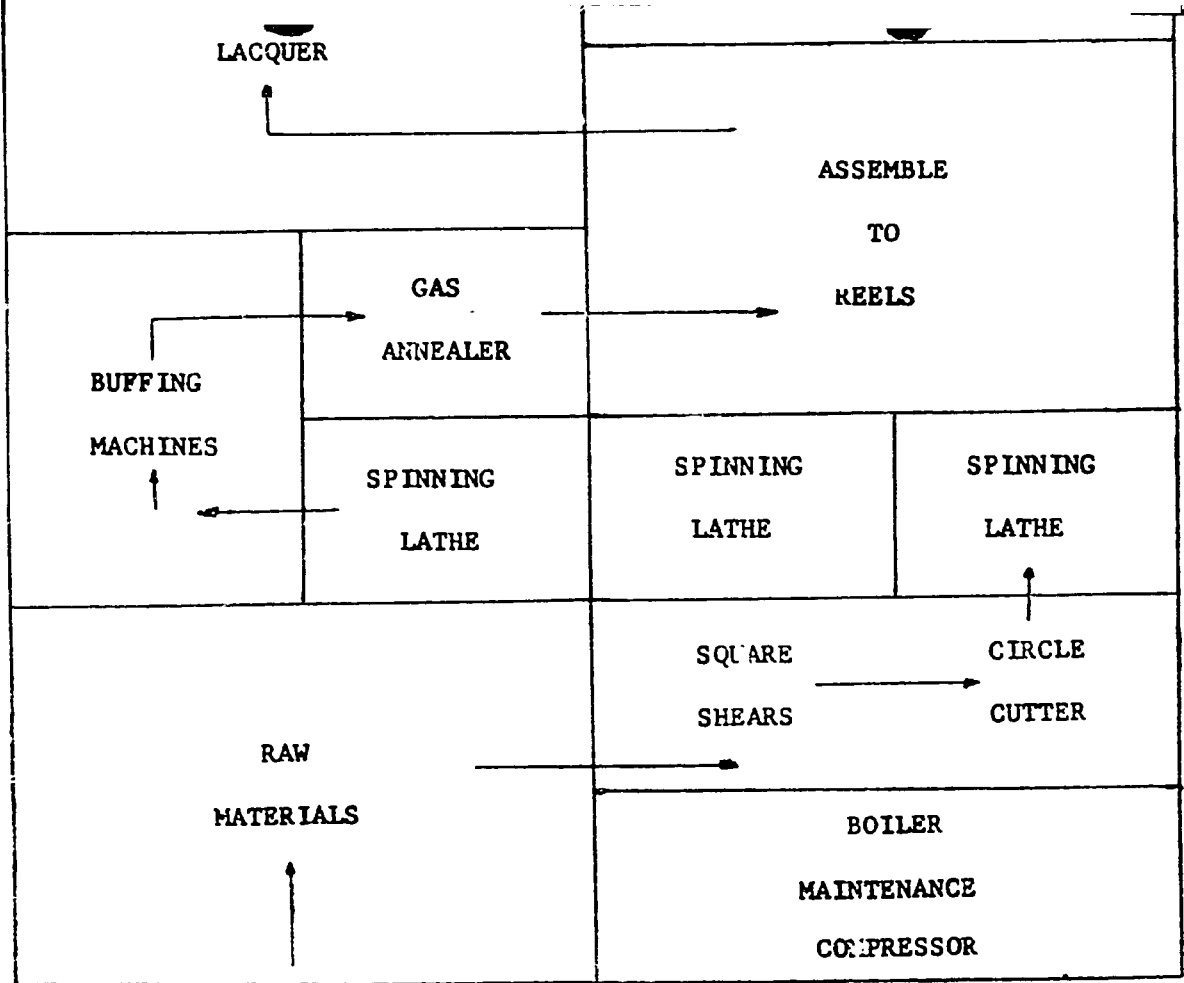 LACQUER
ASSEMBLE
TO
REELS
GAS
ANNEALER
BUFFING
MACHINES
SPINNING
LATHE
SPINNING
LATHE
SPINNING
LATHE
SQUARE
SHEARS
CIRCLE
CUTTER
RAW
MATERIALS
BOILER
MAINTENANCE
COMPRESSOR